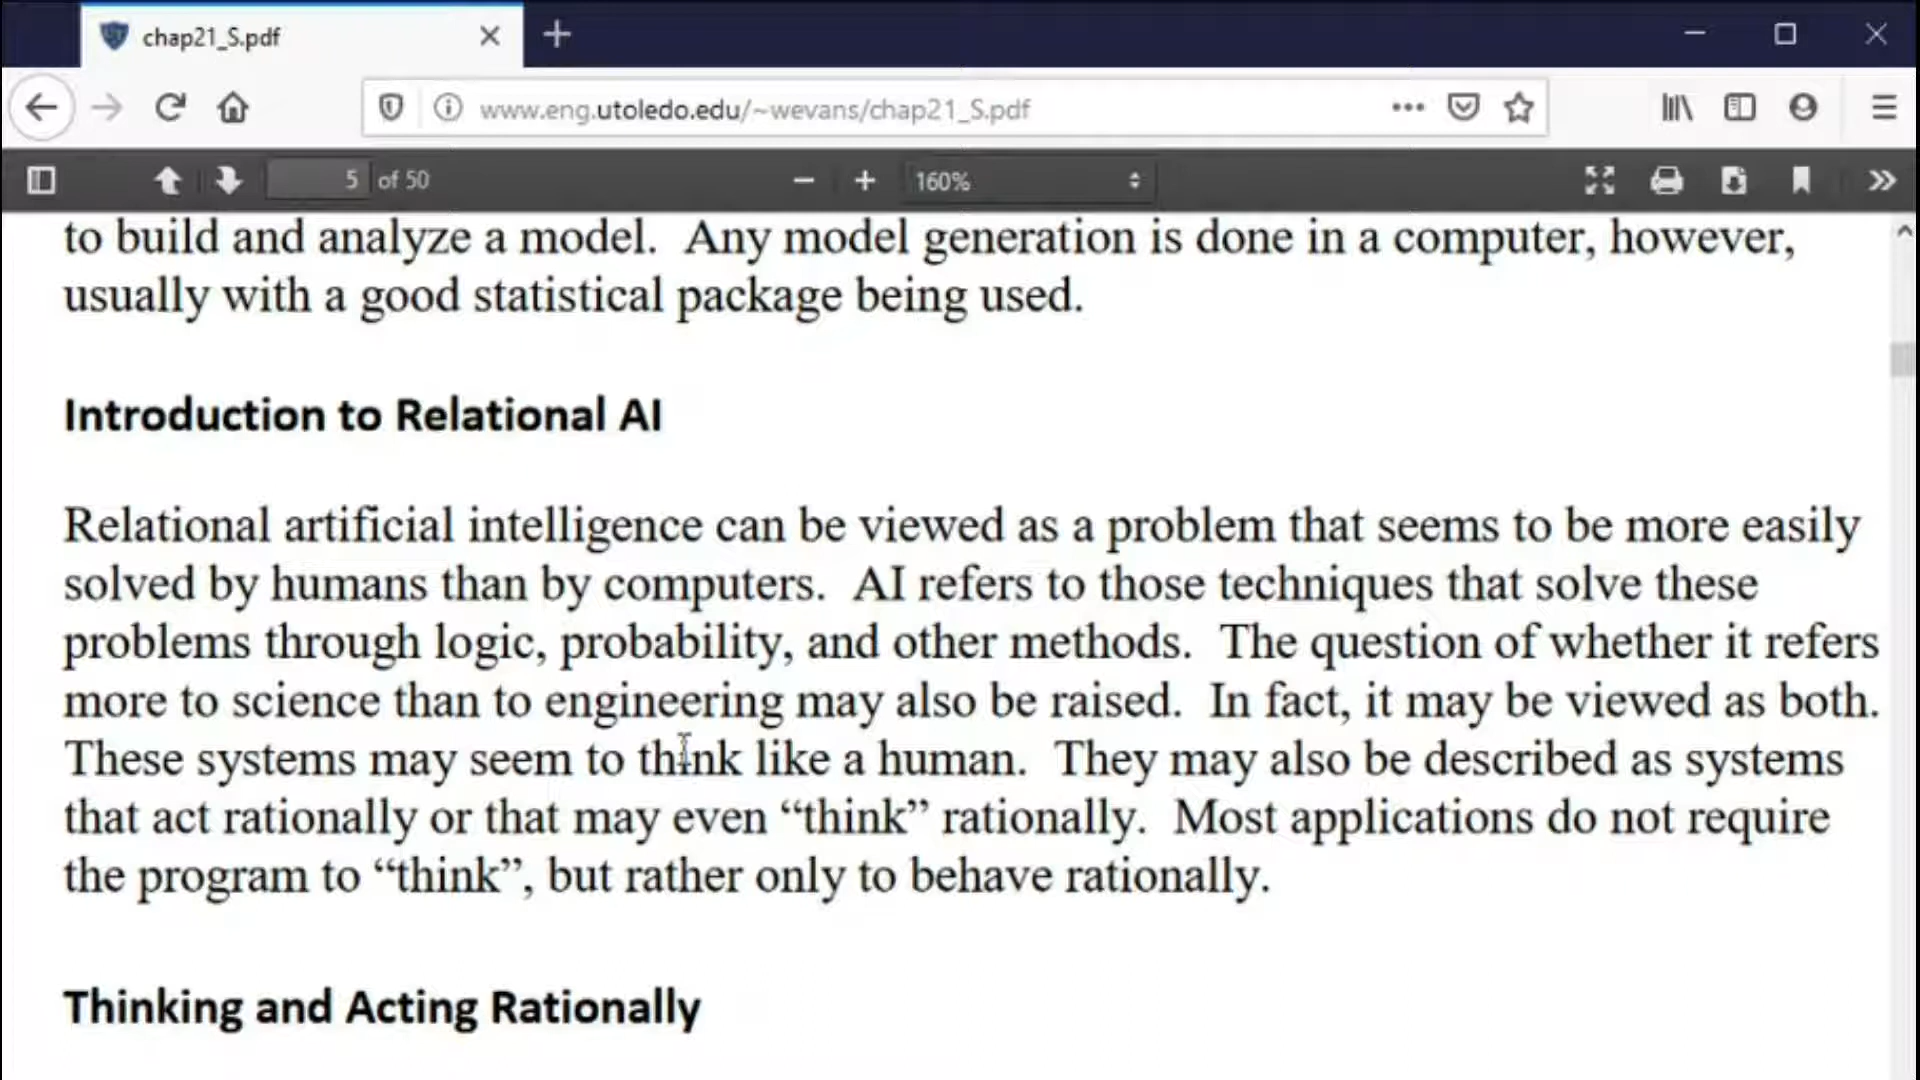 chap21_S.pdf
www.eng.utoledo.edu/~wevans/chap21_S.pdf
5 of 50
160%
to build and analyze a model. Any model generation is done in a computer, however,
usually with a good statistical package being used.
Introduction to Relational AI
Relational artificial intelligence can be viewed as a problem that seems to be more easily
solved by humans than by computers. AI refers to those techniques that solve these
problems through logic, probability, and other methods. The question of whether it refers
more to science than to engineering may also be raised. In fact, it may be viewed as both.
These systems may seem to think like a human. They may also be described as systems
that act rationally or that may even “think” rationally. Most applications do not require
the program to “think”, but rather only to behave rationally.
Thinking and Acting Rationally